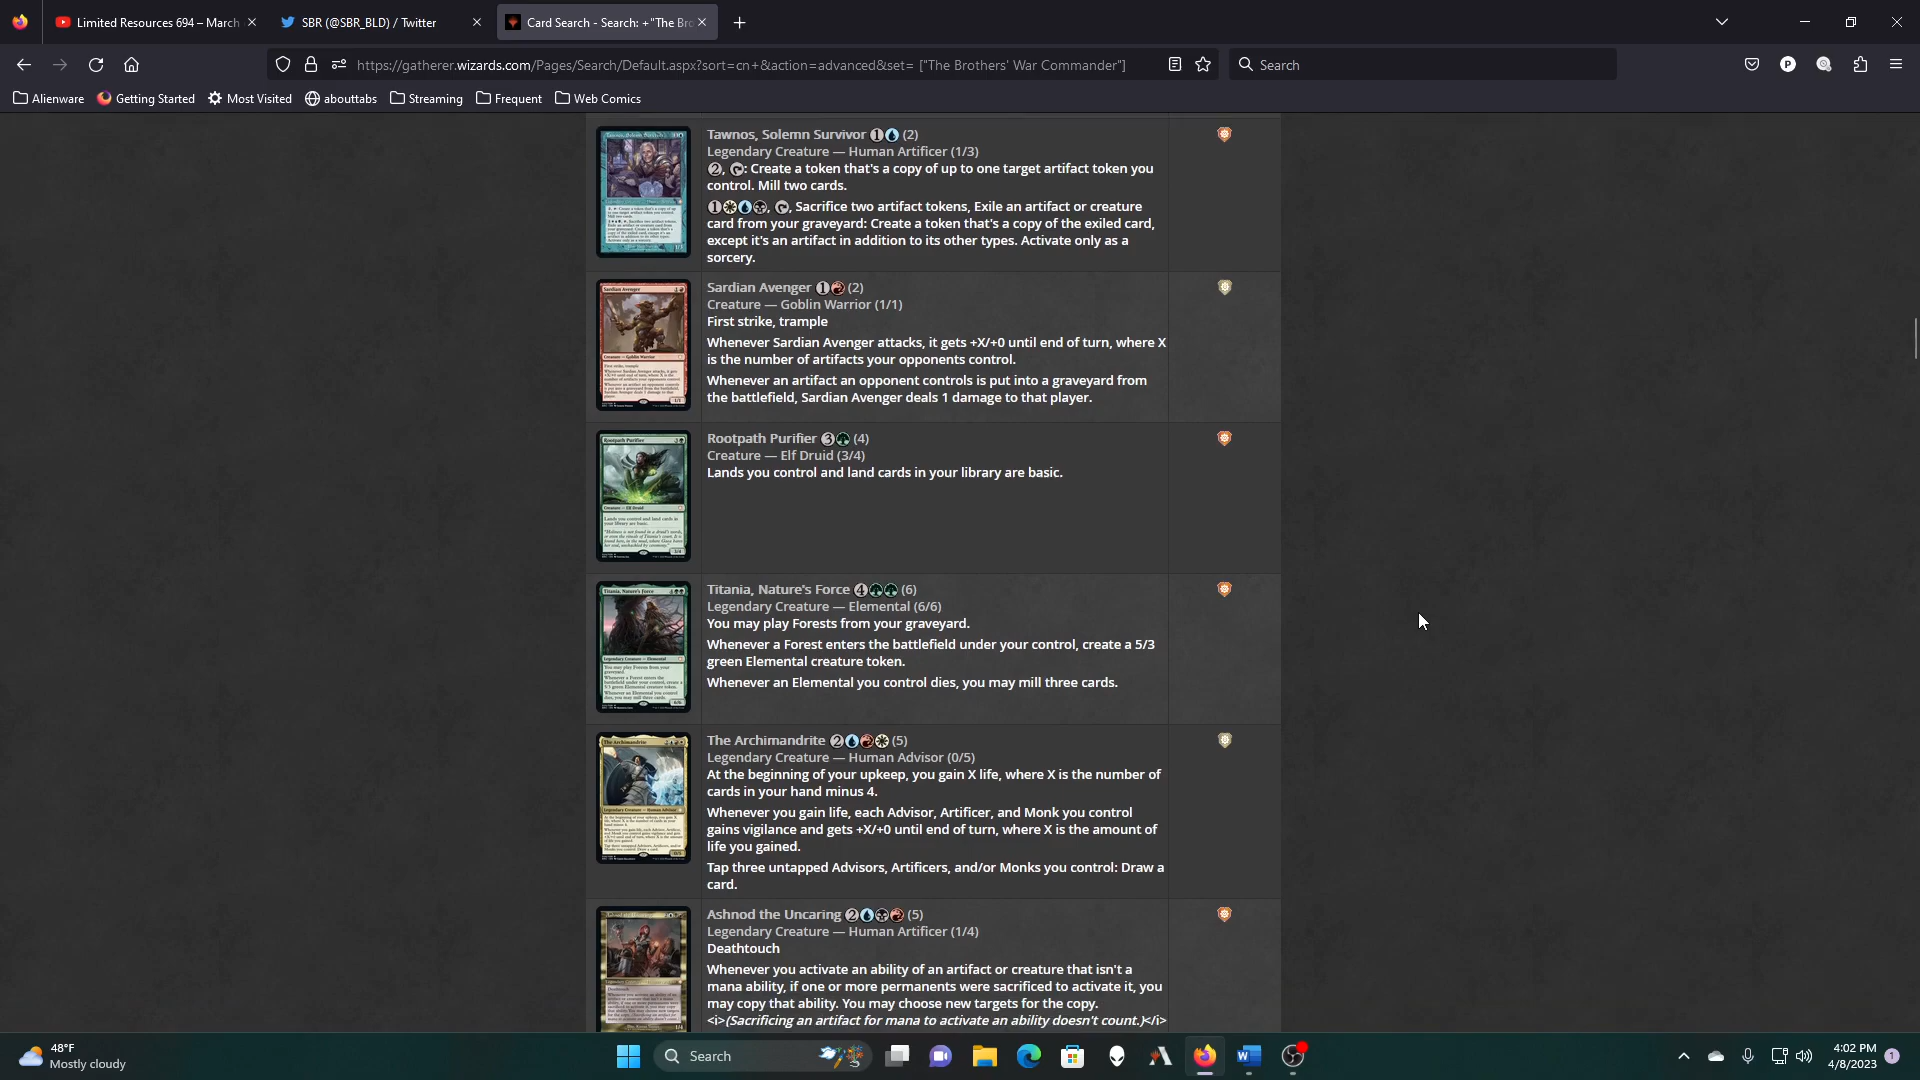 Limited Resources 694 – March
SBR (@SBR_BLD) / Twitter
Card Search - Search: +"The Bro
https://gatherer.wizards.com/Pages/Search/Default.aspx?sort=cn+&action=advanced&set= ["The Brothers' War Commander"]
Search
Alienware
Getting Started
Most Visited
abouttabs
Streaming
Frequent
Web Comics
Tawnos, Solemn Survivor 1 (2)
Legendary Creature — Human Artificer (1/3)
2, : Create a token that's a copy of up to one target artifact token you
control. Mill two cards.
1, , Sacrifice two artifact tokens, Exile an artifact or creature
card from your graveyard: Create a token that's a copy of the exiled card,
except it's an artifact in addition to its other types. Activate only as a
sorcery.
Sardian Avenger 1 (2)
Creature — Goblin Warrior (1/1)
First strike, trample
Whenever Sardian Avenger attacks, it gets +X/+0 until end of turn, where X
is the number of artifacts your opponents control.
Whenever an artifact an opponent controls is put into a graveyard from
the battlefield, Sardian Avenger deals 1 damage to that player.
Rootpath Purifier 3 (4)
Creature — Elf Druid (3/4)
Lands you control and land cards in your library are basic.
Titania, Nature's Force 4 (6)
Legendary Creature — Elemental (6/6)
You may play Forests from your graveyard.
Whenever a Forest enters the battlefield under your control, create a 5/3
green Elemental creature token.
Whenever an Elemental you control dies, you may mill three cards.
The Archimandrite 2 (5)
Legendary Creature — Human Advisor (0/5)
At the beginning of your upkeep, you gain X life, where X is the number of
cards in your hand minus 4.
Whenever you gain life, each Advisor, Artificer, and Monk you control
gains vigilance and gets +X/+0 until end of turn, where X is the amount of
life you gained.
Tap three untapped Advisors, Artificers, and/or Monks you control: Draw a
card.
Ashnod the Uncaring 2 (5)
Legendary Creature — Human Artificer (1/4)
Deathtouch
Whenever you activate an ability of an artifact or creature that isn't a
mana ability, if one or more permanents were sacrificed to activate it, you
may copy that ability. You may choose new targets for the copy.
<i>(Sacrificing an artifact for mana to activate an ability doesn't count.)</i>
48°F
Mostly cloudy
Search
4:02 PM
4/8/2023
1